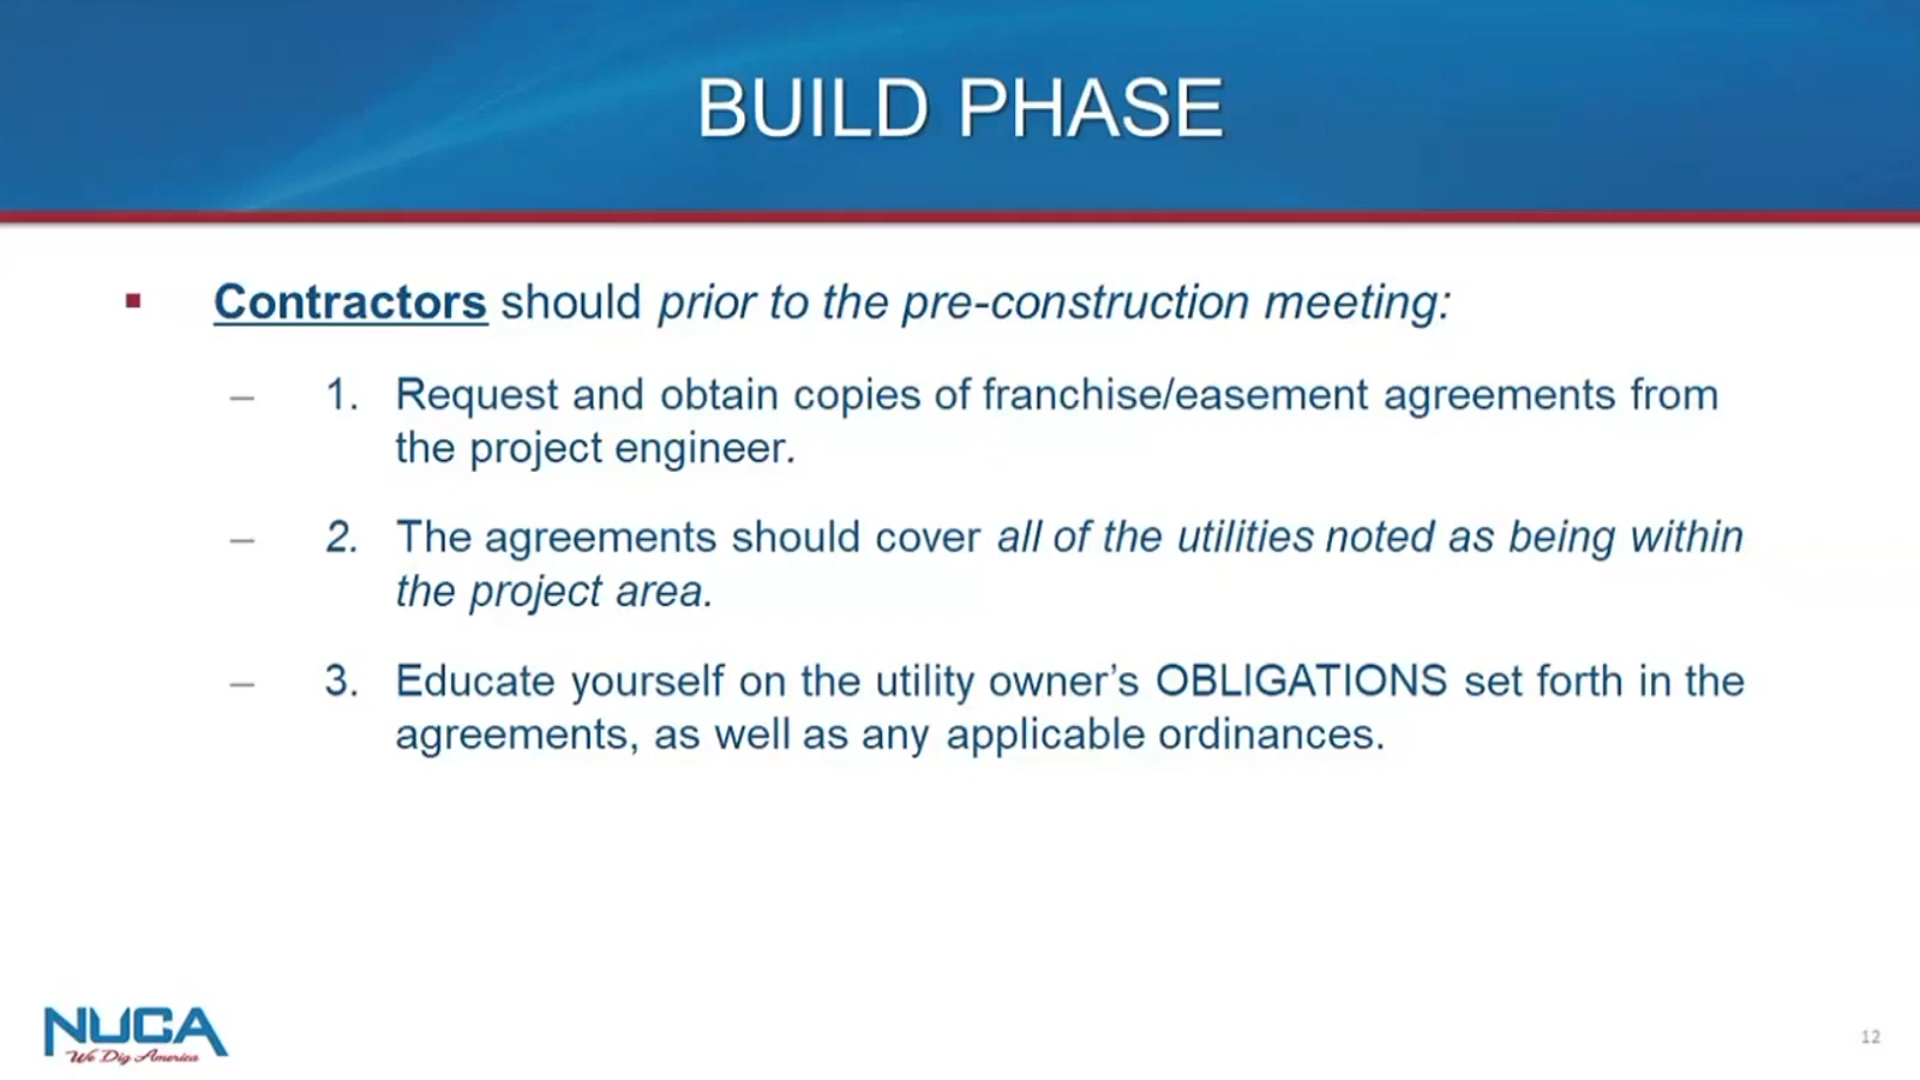 BUILD PHASE
▪ Contractors should prior to the pre-construction meeting:
– 1. Request and obtain copies of franchise/easement agreements from
the project engineer.
– 2. The agreements should cover all of the utilities noted as being within
the project area.
– 3. Educate yourself on the utility owner’s OBLIGATIONS set forth in the
agreements, as well as any applicable ordinances.
NUCA
We Dig America
12